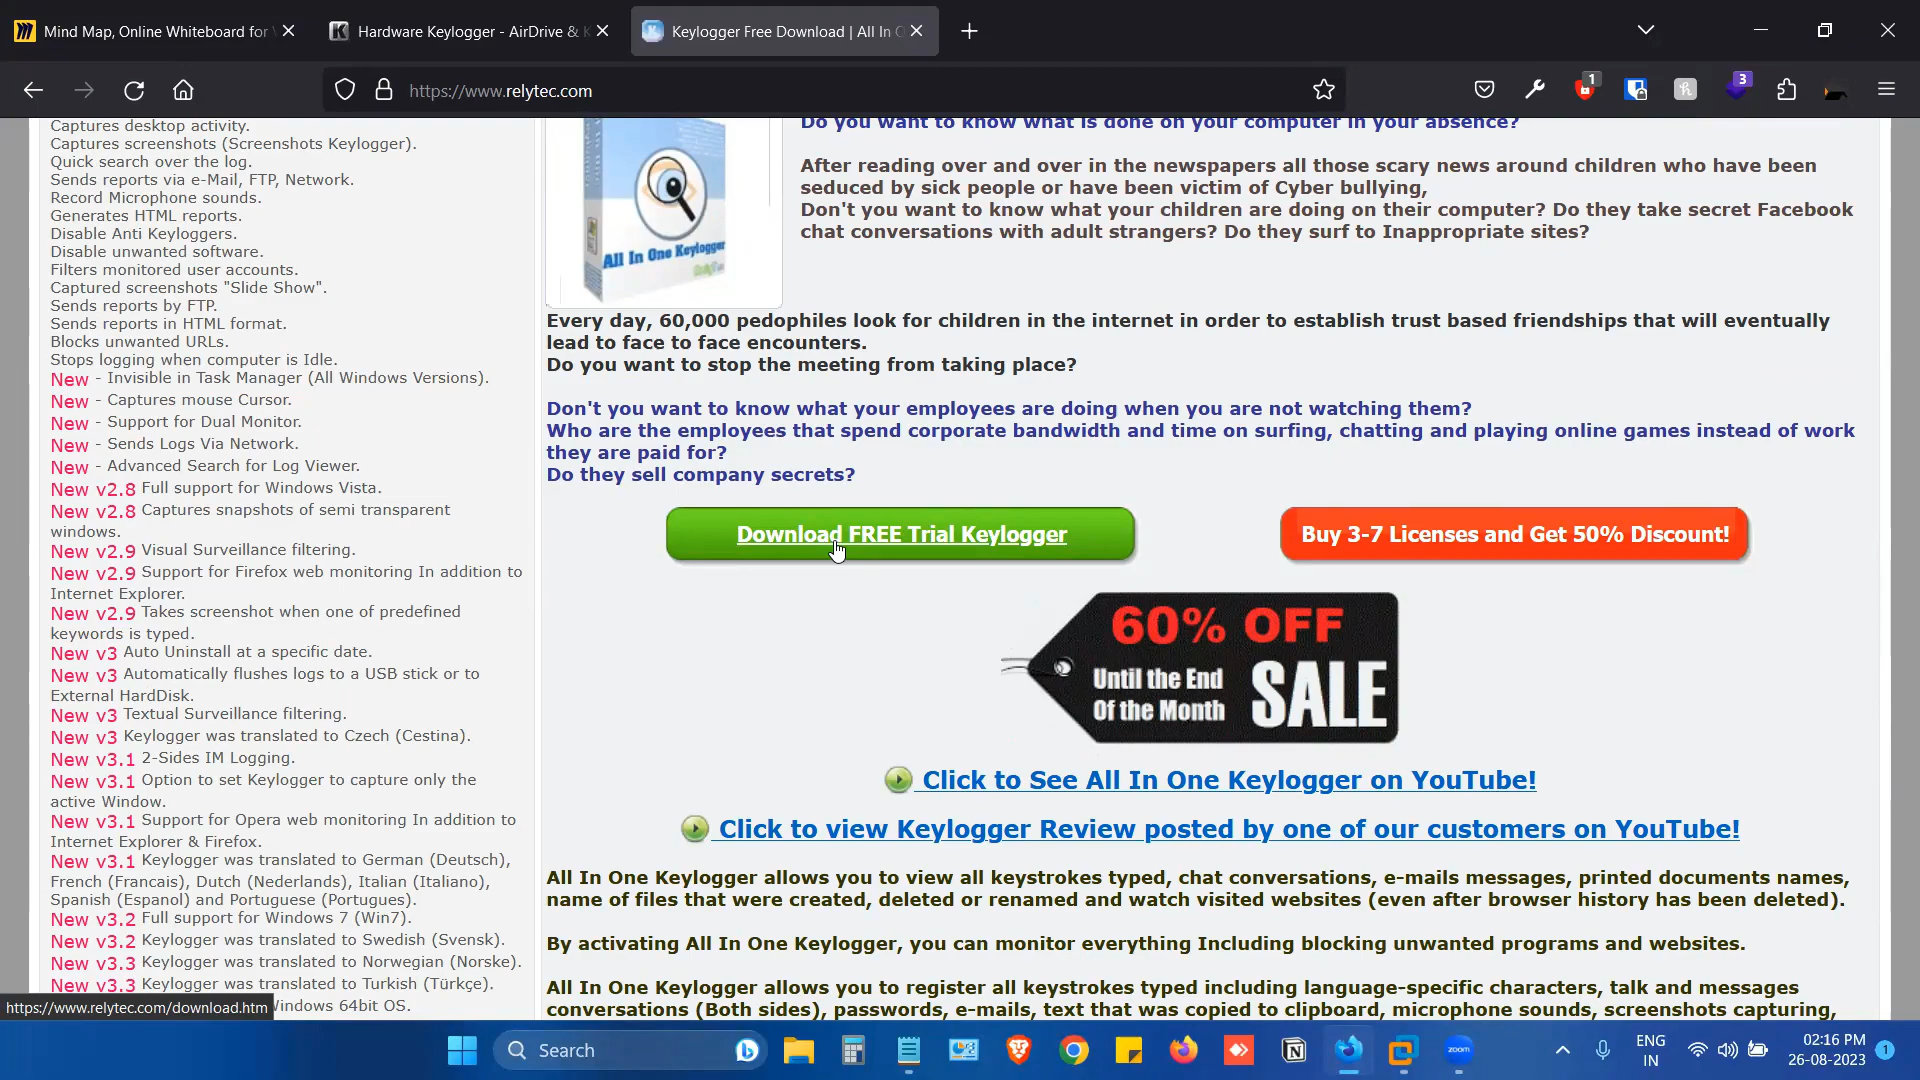 Mind Map, Online Whiteboard for
Hardware Keylogger - AirDrive &
Keylogger Free Download | All In
https://www.relytec.com
1
3
Captures desktop activity.
Captures screenshots (Screenshots Keylogger).
Quick search over the log.
Sends reports via e-Mail, FTP, Network.
Record Microphone sounds.
Generates HTML reports.
Disable Anti Keyloggers.
Disable unwanted software.
Filters monitored user accounts.
Captured screenshots "Slide Show".
Sends reports by FTP.
Sends reports in HTML format.
Blocks unwanted URLs.
Stops logging when computer is Idle.
New - Invisible in Task Manager (All Windows Versions).
New - Captures mouse Cursor.
New - Support for Dual Monitor.
New - Sends Logs Via Network.
New - Advanced Search for Log Viewer.
New v2.8 Full support for Windows Vista.
New v2.8 Captures snapshots of semi transparent
windows.
New v2.9 Visual Surveillance filtering.
New v2.9 Support for Firefox web monitoring In addition to
Internet Explorer.
New v2.9 Takes screenshot when one of predefined
keywords is typed.
New v3 Auto Uninstall at a specific date.
New v3 Automatically flushes logs to a USB stick or to
External HardDisk.
New v3 Textual Surveillance filtering.
New v3 Keylogger was translated to Czech (Cestina).
New v3.1 2-Sides IM Logging.
New v3.1 Option to set Keylogger to capture only the
active Window.
New v3.1 Support for Opera web monitoring In addition to
Internet Explorer & Firefox.
New v3.1 Keylogger was translated to German (Deutsch),
French (Francais), Dutch (Nederlands), Italian (Italiano),
Spanish (Espanol) and Portuguese (Portugues).
New v3.2 Full support for Windows 7 (Win7).
New v3.2 Keylogger was translated to Swedish (Svensk).
New v3.3 Keylogger was translated to Norwegian (Norske).
New v3.3 Keylogger was translated to Turkish (Türkçe).
Windows 64bit OS.
https://www.relytec.com/download.htm
All In One Keylogger
Do you want to know what is done on your computer in your absence?
After reading over and over in the newspapers all those scary news around children who have been
seduced by sick people or have been victim of Cyber bullying,
Don't you want to know what your children are doing on their computer? Do they take secret Facebook
chat conversations with adult strangers? Do they surf to Inappropriate sites?
Every day, 60,000 pedophiles look for children in the internet in order to establish trust based friendships that will eventually
lead to face to face encounters.
Do you want to stop the meeting from taking place?
Don't you want to know what your employees are doing when you are not watching them?
Who are the employees that spend corporate bandwidth and time on surfing, chatting and playing online games instead of work
they are paid for?
Do they sell company secrets?
Download FREE Trial Keylogger
Buy 3-7 Licenses and Get 50% Discount!
60% OFF
Until the End
Of the Month
SALE
Click to See All In One Keylogger on YouTube!
Click to view Keylogger Review posted by one of our customers on YouTube!
All In One Keylogger allows you to view all keystrokes typed, chat conversations, e-mails messages, printed documents names,
name of files that were created, deleted or renamed and watch visited websites (even after browser history has been deleted).
By activating All In One Keylogger, you can monitor everything Including blocking unwanted programs and websites.
All In One Keylogger allows you to register all keystrokes typed including language-specific characters, talk and messages
conversations (Both sides), passwords, e-mails, text that was copied to clipboard, microphone sounds, screenshots capturing,
Search
zoom
ENG
IN
02:16 PM
26-08-2023
1